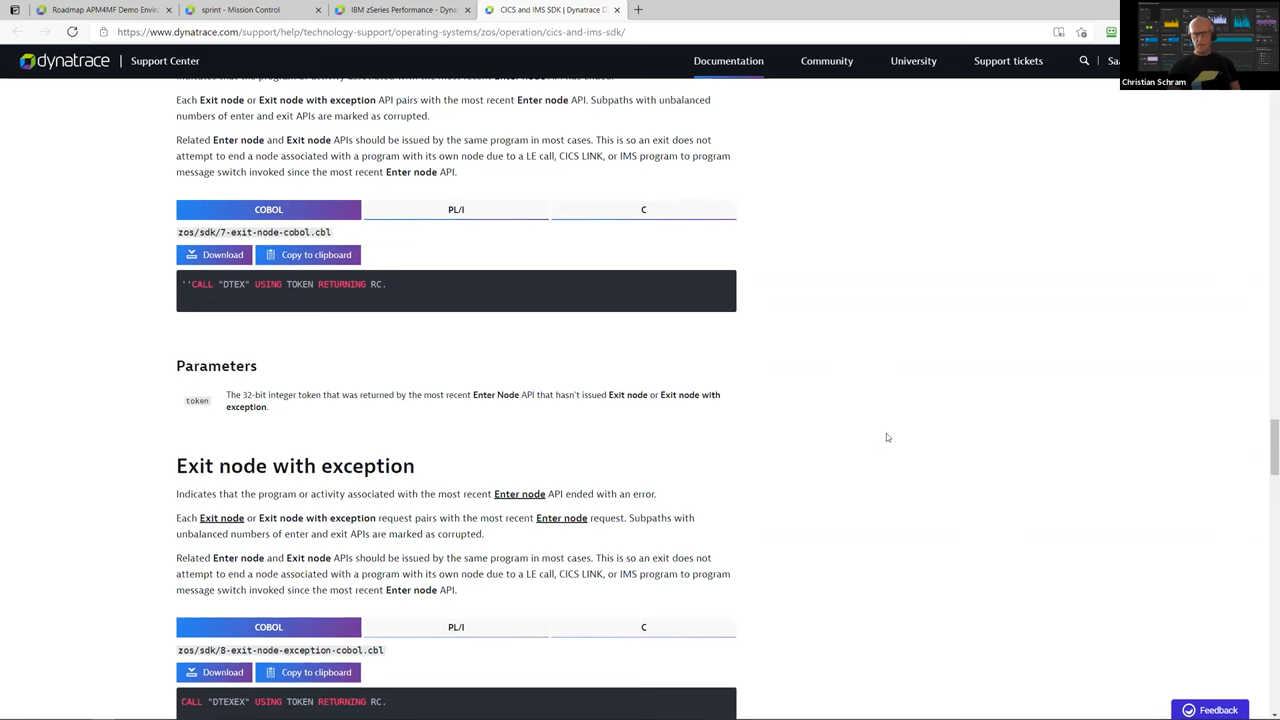 Roadmap APM4MF Demo Envir
sprint - Mission Control
IBM zSeries Performance - Dyna
CICS and IMS SDK | Dynatrace D
https://www.dynatrace.com/support/help/technology-support/operating-systems/zos/operation/cics-and-ims-sdk/
dynatrace
Support Center
Documentation
Community
University
Support tickets
Saa
Christian Schram
Each Exit node or Exit node with exception API pairs with the most recent Enter node API. Subpaths with unbalanced
numbers of enter and exit APIs are marked as corrupted.
Related Enter node and Exit node APIs should be issued by the same program in most cases. This is so an exit does not
attempt to end a node associated with a program with its own node due to a LE call, CICS LINK, or IMS program to program
message switch invoked since the most recent Enter node API.
COBOL
PL/I
C
zos/sdk/7-exit-node-cobol.cbl
Download
Copy to clipboard
''CALL "DTEX" USING TOKEN RETURNING RC.
Parameters
token
The 32-bit integer token that was returned by the most recent Enter Node API that hasn't issued Exit node or Exit node with
exception.
Exit node with exception
Indicates that the program or activity associated with the most recent Enter node API ended with an error.
Each Exit node or Exit node with exception request pairs with the most recent Enter node request. Subpaths with
unbalanced numbers of enter and exit APIs are marked as corrupted.
Related Enter node and Exit node APIs should be issued by the same program in most cases. This is so an exit does not
attempt to end a node associated with a program with its own node due to a LE call, CICS LINK, or IMS program to program
message switch invoked since the most recent Enter node API.
COBOL
PL/I
C
zos/sdk/8-exit-node-exception-cobol.cbl
Download
Copy to clipboard
CALL "DTEXEX" USING TOKEN RETURNING RC.
Feedback